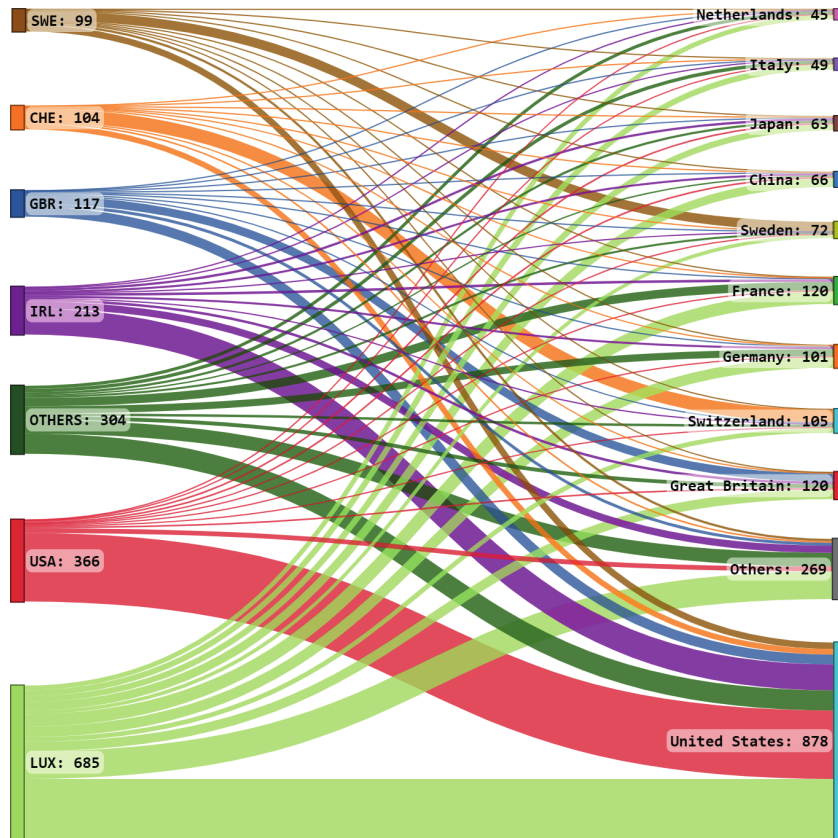 SWE: 99
CHE: 104
GBR: 117
IRL: 213
OTHERS: 304
USA: 366
LUX: 685
Netherlands: 45
Italy: 49
Japan: 63
China: 66
Sweden: 72
France: 120
Germany: 101
Switzerland: 105
Great Britain: 120
Others: 269
United States: 878